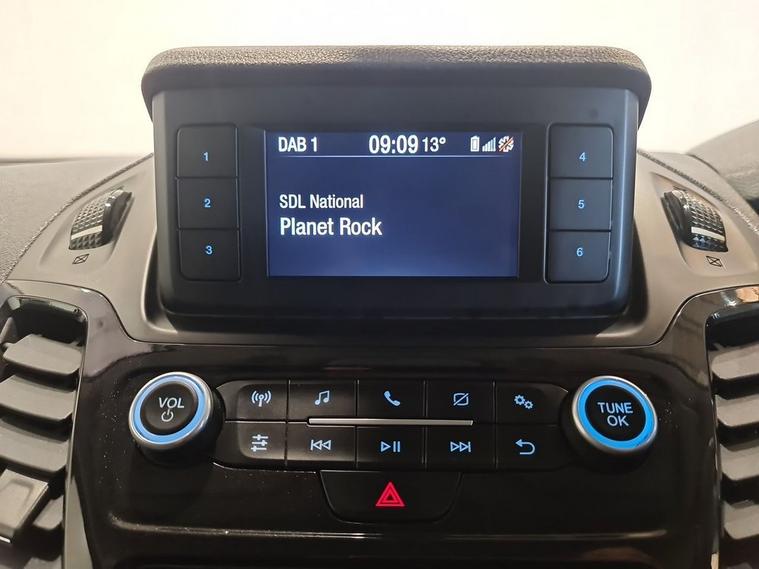 DAB 1 09:09 13°
SDL National
Planet Rock
1
2
3
4
5
6
VOL
TUNE
OK